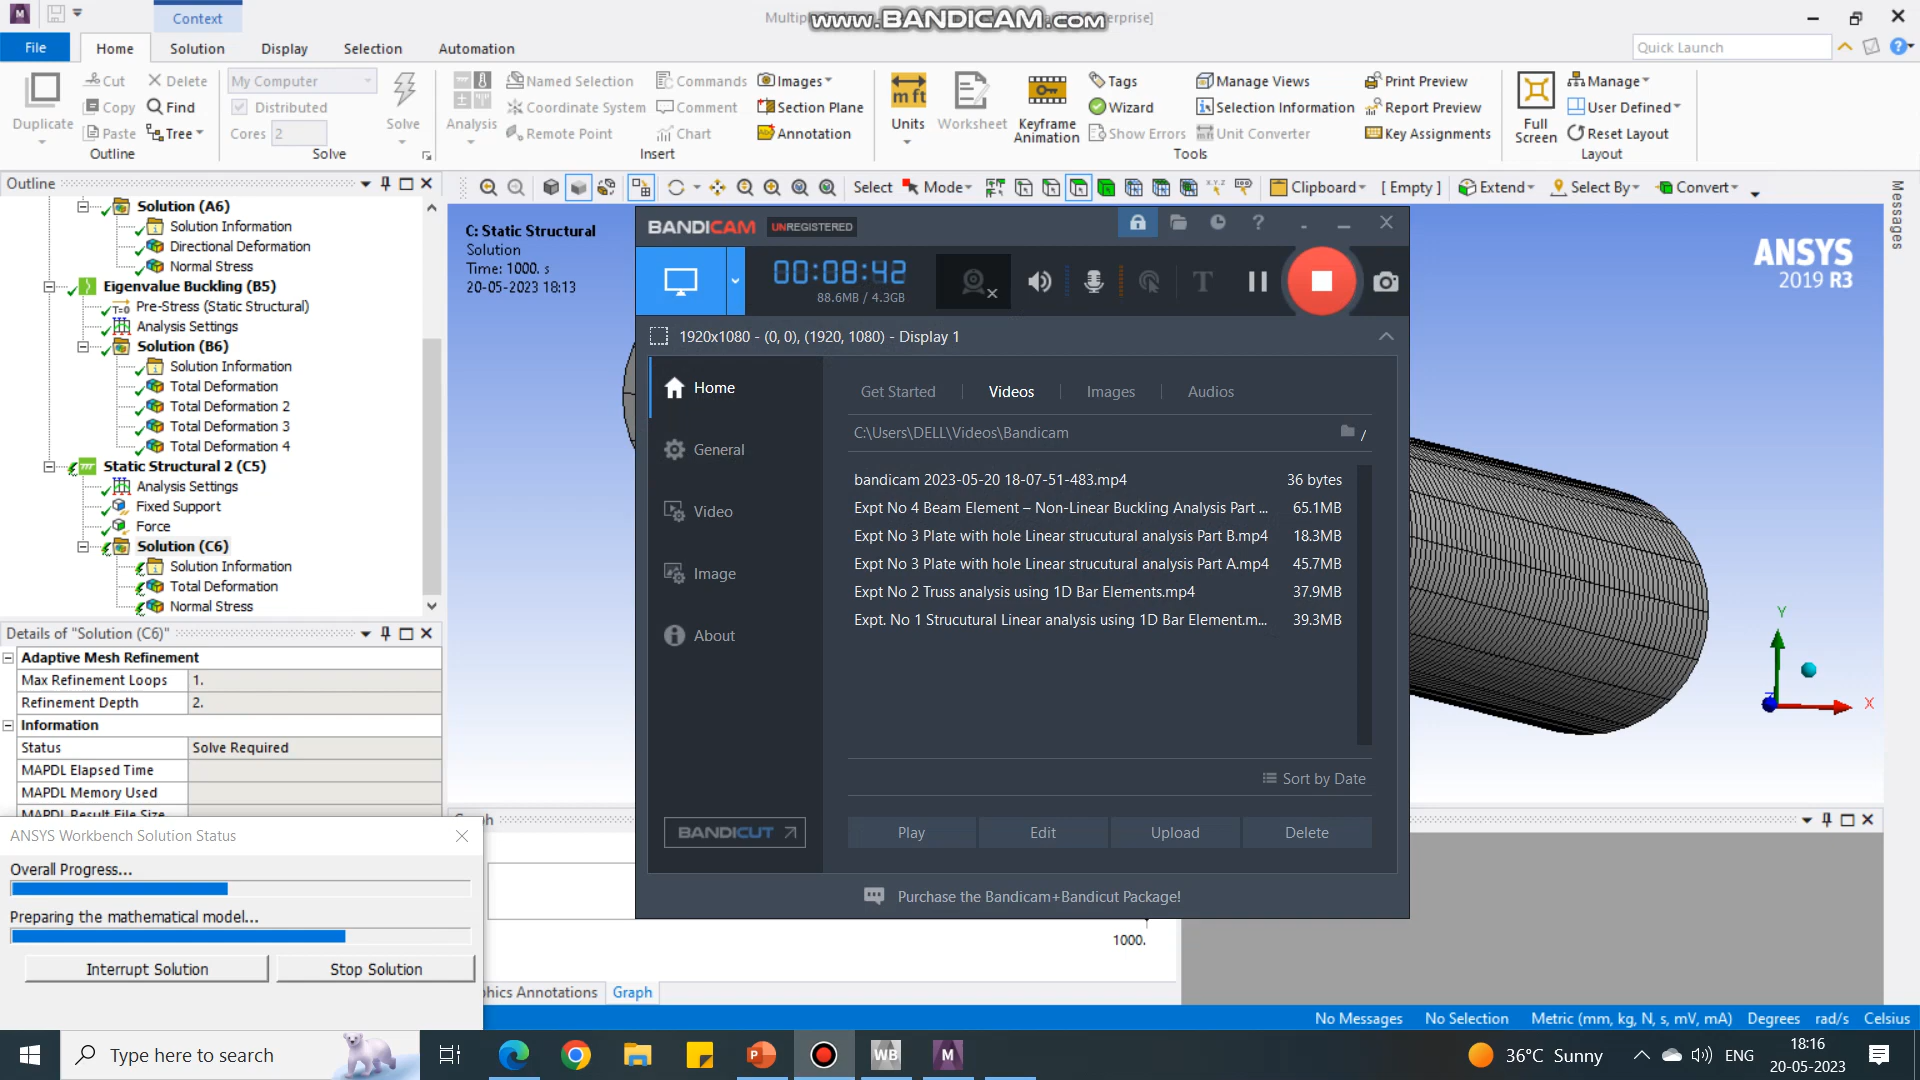 Context
Multip
www.BANDICAM.com
erprise]
File
Home
Solution
Display
Selection
Automation
Quick Launch
Duplicate
Cut
Copy
Paste
Delete
Find
Tree
Outline
My Computer
Distributed
Cores 2
Solve
Solve
Analysis
Named Selection
Coordinate System
Remote Point
Commands
Comment
Chart
Images
Section Plane
Annotation
Insert
Units
Worksheet
Keyframe
Animation
Tags
Wizard
Show Errors
Manage Views
Selection Information
Unit Converter
Print Preview
Report Preview
Key Assignments
Tools
Full
Screen
Manage
User Defined
Reset Layout
Layout
Outline
Select
Mode
Clipboard
[ Empty ]
Extend
Select By
Convert
Messages
Solution (A6)
Solution Information
Directional Deformation
Normal Stress
Eigenvalue Buckling (B5)
Pre-Stress (Static Structural)
Analysis Settings
Solution (B6)
Solution Information
Total Deformation
Total Deformation 2
Total Deformation 3
Total Deformation 4
Static Structural 2 (C5)
Analysis Settings
Fixed Support
Force
Solution (C6)
Solution Information
Total Deformation
Normal Stress
C: Static Structural
Solution
Time: 1000. s
20-05-2023 18:13
ANSYS
2019 R3
BANDICAM
UNREGISTERED
00:08:42
88.6MB / 4.3GB
1920x1080 - (0, 0), (1920, 1080) - Display 1
Home
General
Video
Image
About
BANDICUT
Get Started
Videos
Images
Audios
C:\Users\DELL\Videos\Bandicam
bandicam 2023-05-20 18-07-51-483.mp4 36 bytes
Expt No 4 Beam Element – Non-Linear Buckling Analysis Part ... 65.1MB
Expt No 3 Plate with hole Linear strucutural analysis Part B.mp4 18.3MB
Expt No 3 Plate with hole Linear strucutural analysis Part A.mp4 45.7MB
Expt No 2 Truss analysis using 1D Bar Elements.mp4 37.9MB
Expt. No 1 Strucutural Linear analysis using 1D Bar Element.m... 39.3MB
Sort by Date
Play
Edit
Upload
Delete
Purchase the Bandicam+Bandicut Package!
Y
X
Z
Details of "Solution (C6)"
Adaptive Mesh Refinement
Max Refinement Loops 1.
Refinement Depth 2.
Information
Status Solve Required
MAPDL Elapsed Time
MAPDL Memory Used
MAPDL Result File Size
ANSYS Workbench Solution Status
Overall Progress...
Preparing the mathematical model...
Interrupt Solution
Stop Solution
ph
1000.
phics Annotations
Graph
No Messages
No Selection
Metric (mm, kg, N, s, mV, mA)
Degrees
rad/s
Celsius
Type here to search
WB
M
36°C Sunny
ENG
18:16
20-05-2023